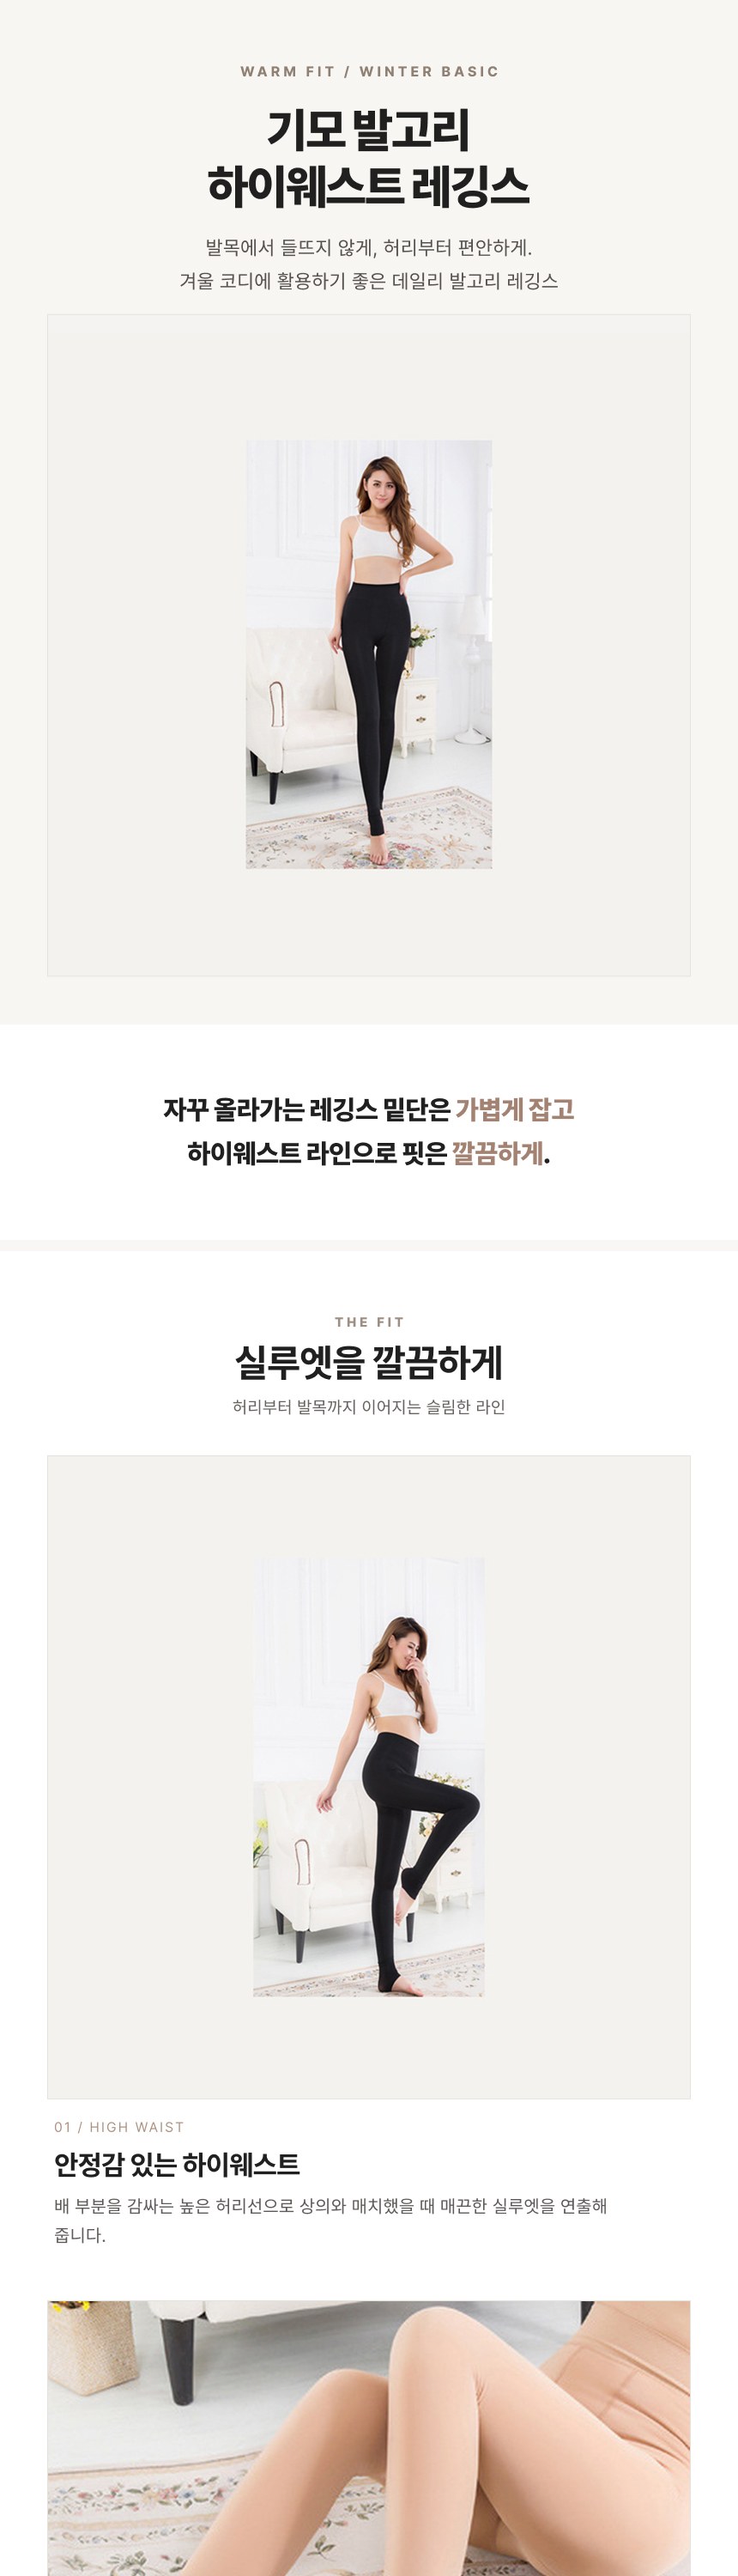 WARM FIT / WINTER BASIC
기모 발고리
하이웨스트 레깅스
발목에서 들뜨지 않게, 허리부터 편안하게.
겨울 코디에 활용하기 좋은 데일리 발고리 레깅스
자꾸 올라가는 레깅스 밑단은 가볍게 잡고
하이웨스트 라인으로 핏은 깔끔하게.
THE FIT
실루엣을 깔끔하게
허리부터 발목까지 이어지는 슬림한 라인
01 / HIGH WAIST
안정감 있는 하이웨스트
배 부분을 감싸는 높은 허리선으로 상의와 매치했을 때 매끈한 실루엣을 연출해
줍니다.